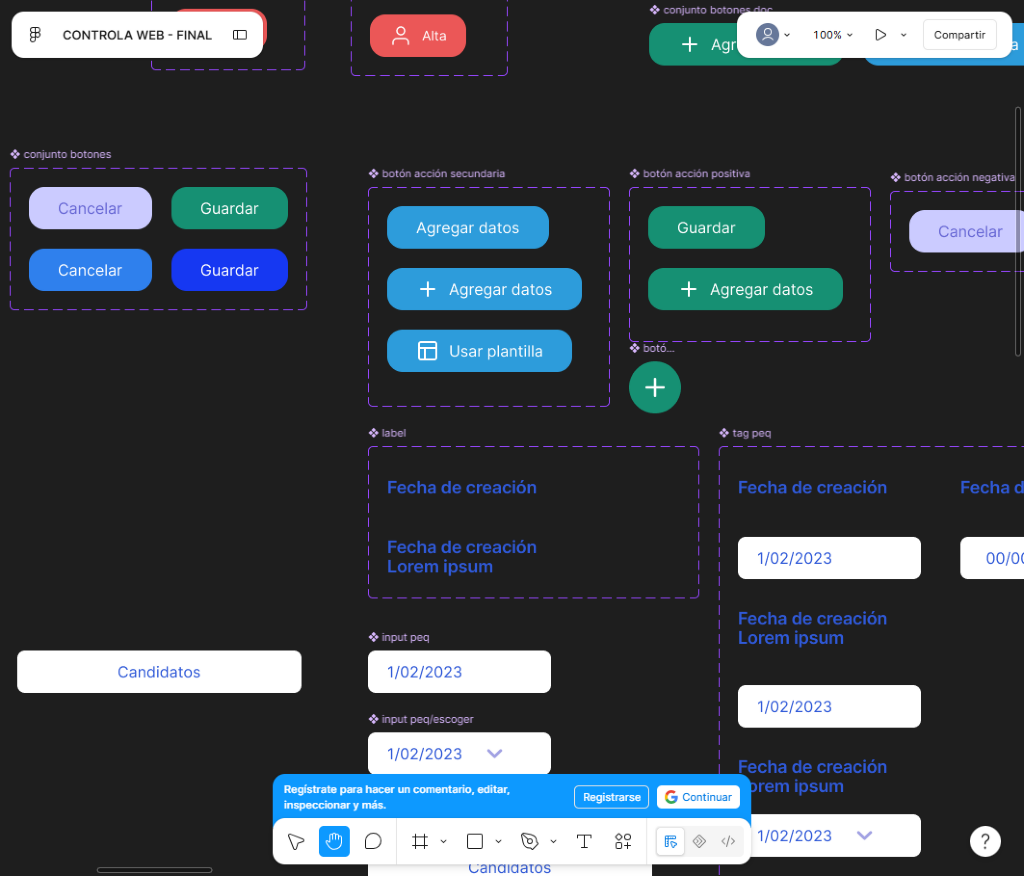 CONTROLA WEB - FINAL
Alta
conjunto botones doc
Agr
100%
Compartir
conjunto botones
Cancelar
Guardar
Cancelar
Guardar
botón acción secundaria
Agregar datos
Agregar datos
Usar plantilla
botón acción positiva
Guardar
Agregar datos
botó...
botón acción negativa
Cancelar
label
Fecha de creación
Fecha de creación
Lorem ipsum
tag peq
Fecha de creación
Fecha d
1/02/2023
00/00
Fecha de creación
Lorem ipsum
1/02/2023
Fecha de creación
orem ipsum
1/02/2023
Candidatos
input peq
1/02/2023
input peq/escoger
1/02/2023
Regístrate para hacer un comentario, editar,
inspeccionar y más.
Registrarse
Continuar
Candidatos
?